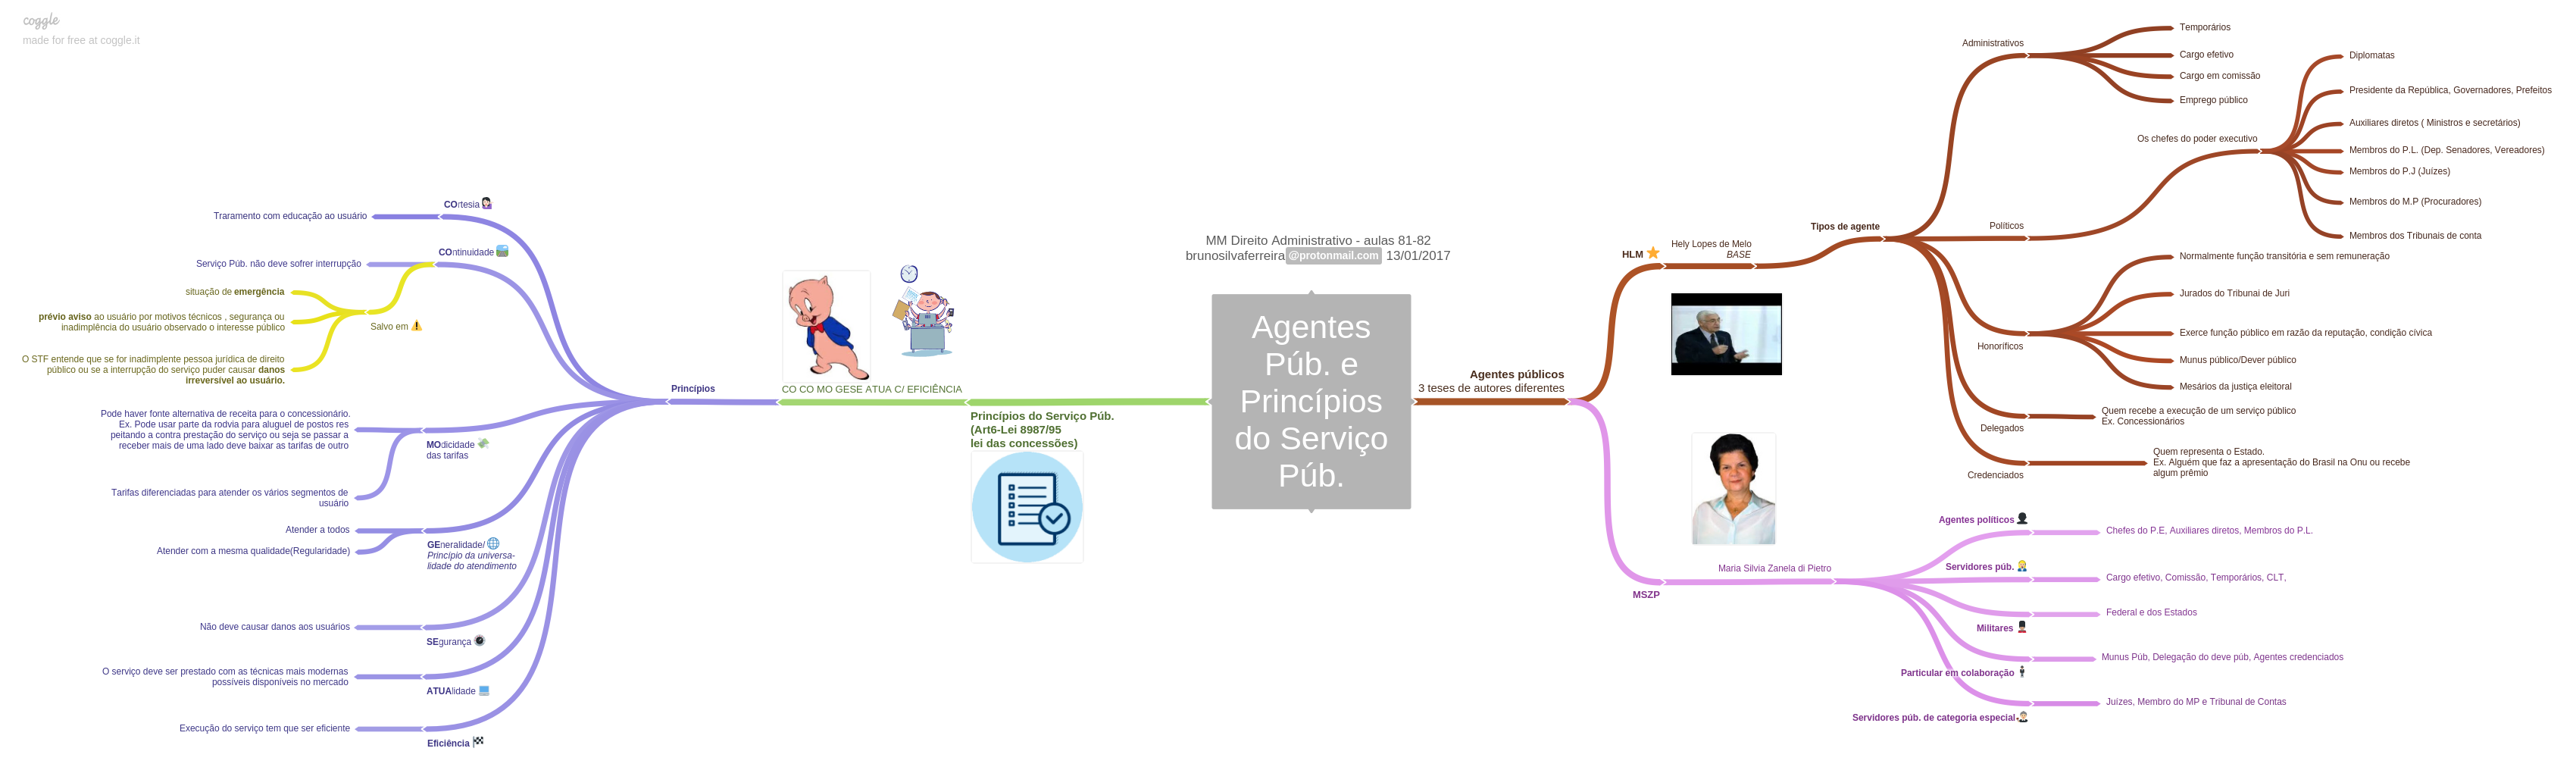 coggle
made for free at coggle.it
MM Direito Administrativo - aulas 81-82
brunosilvaferreira@protonmail.com 13/01/2017
Agentes
Púb. e
Princípios
do Serviço
Púb.
Princípios do Serviço Púb.
(Art6-Lei 8987/95
lei das concessões)
CO CO MO GESE ATUA C/ EFICIÊNCIA
Princípios
COrtesia
Traramento com educação ao usuário
COntinuidade
Serviço Púb. não deve sofrer interrupção
Salvo em
situação de emergência
prévio aviso ao usuário por motivos técnicos , segurança ou
inadimplência do usuário observado o interesse público
O STF entende que se for inadimplente pessoa jurídica de direito
público ou se a interrupção do serviço puder causar danos
irreversível ao usuário.
MOdicidade
das tarifas
Pode haver fonte alternativa de receita para o concessionário.
Ex. Pode usar parte da rodvia para aluguel de postos res
peitando a contra prestação do serviço ou seja se passar a
receber mais de uma lado deve baixar as tarifas de outro
Tarifas diferenciadas para atender os vários segmentos de
usuário
GEneralidade/
Princípio da universa-
lidade do atendimento
Atender a todos
Atender com a mesma qualidade(Regularidade)
SEgurança
Não deve causar danos aos usuários
ATUAlidade
O serviço deve ser prestado com as técnicas mais modernas
possíveis disponíveis no mercado
Eficiência
Execução do serviço tem que ser eficiente
Agentes públicos
3 teses de autores diferentes
HLM
Hely Lopes de Melo
BASE
Tipos de agente
Administrativos
Temporários
Cargo efetivo
Cargo em comissão
Emprego público
Políticos
Os chefes do poder executivo
Diplomatas
Presidente da República, Governadores, Prefeitos
Auxiliares diretos ( Ministros e secretários)
Membros do P.L. (Dep. Senadores, Vereadores)
Membros do P.J (Juízes)
Membros do M.P (Procuradores)
Membros dos Tribunais de conta
Honoríficos
Normalmente função transitória e sem remuneração
Jurados do Tribunai de Juri
Exerce função público em razão da reputação, condição cívica
Munus público/Dever público
Mesários da justiça eleitoral
Delegados
Quem recebe a execução de um serviço público
Ex. Concessionários
Credenciados
Quem representa o Estado.
Ex. Alguém que faz a apresentação do Brasil na Onu ou recebe
algum prêmio
MSZP
Maria Silvia Zanela di Pietro
Agentes políticos
Chefes do P.E, Auxiliares diretos, Membros do P.L.
Servidores púb.
Cargo efetivo, Comissão, Temporários, CLT,
Militares
Federal e dos Estados
Particular em colaboração
Munus Púb, Delegação do deve púb, Agentes credenciados
Servidores púb. de categoria especial
Juízes, Membro do MP e Tribunal de Contas